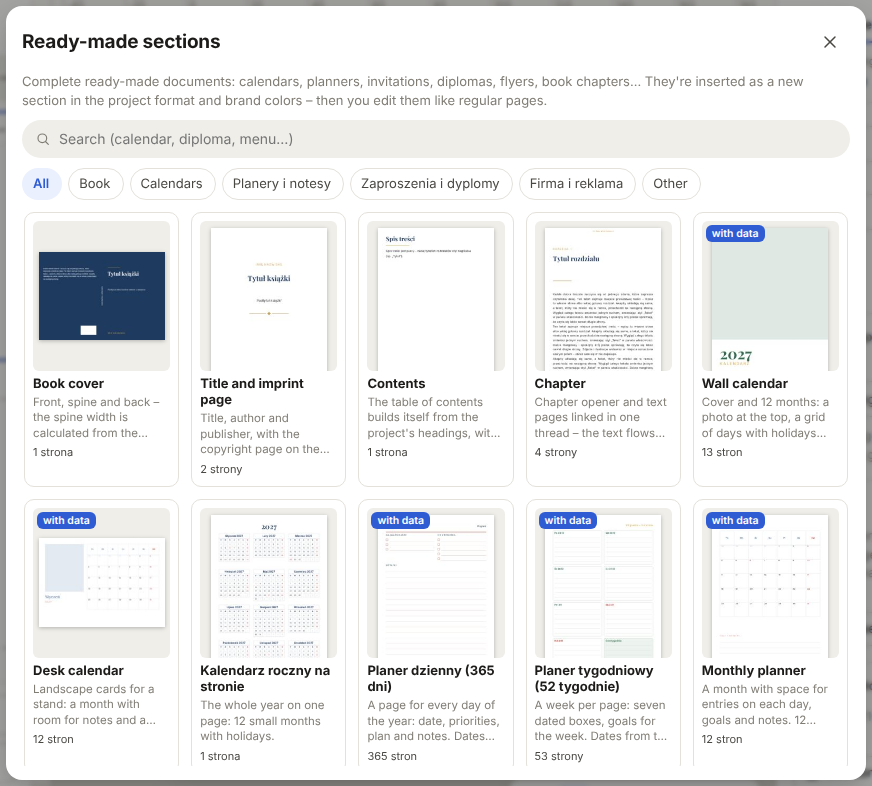 Ready-made sections
Complete ready-made documents: calendars, planners, invitations, diplomas, flyers, book chapters... They're inserted as a new
section in the project format and brand colors – then you edit them like regular pages.
Search (calendar, diploma, menu...)
All
Book
Calendars
Planery i notesy
Zaproszenia i dyplomy
Firma i reklama
Other
Tytuł książki
Book cover
Front, spine and back –
the spine width is
calculated from the...
1 strona
Tytuł książki
Title and imprint
page
Title, author and
publisher, with the
copyright page on the...
2 strony
Spis treści
Contents
The table of contents
builds itself from the
project's headings, wit...
1 strona
Tytuł rozdziału
Chapter
Chapter opener and text
pages linked in one
thread – the text flows...
4 strony
with data
2027
Wall calendar
Cover and 12 months: a
photo at the top, a grid
of days with holidays...
13 stron
with data
Desk calendar
Landscape cards for a
stand: a month with
room for notes and a...
12 stron
2027
Kalendarz roczny na
stronie
The whole year on one
page: 12 small months
with holidays.
1 strona
with data
Planer dzienny (365
dni)
A page for every day of
the year: date, priorities,
plan and notes. Dates...
365 stron
with data
Planer tygodniowy
(52 tygodnie)
A week per page: seven
dated boxes, goals for
the week. Dates from t...
53 strony
with data
Monthly planner
A month with space for
entries on each day,
goals and notes. 12...
12 stron